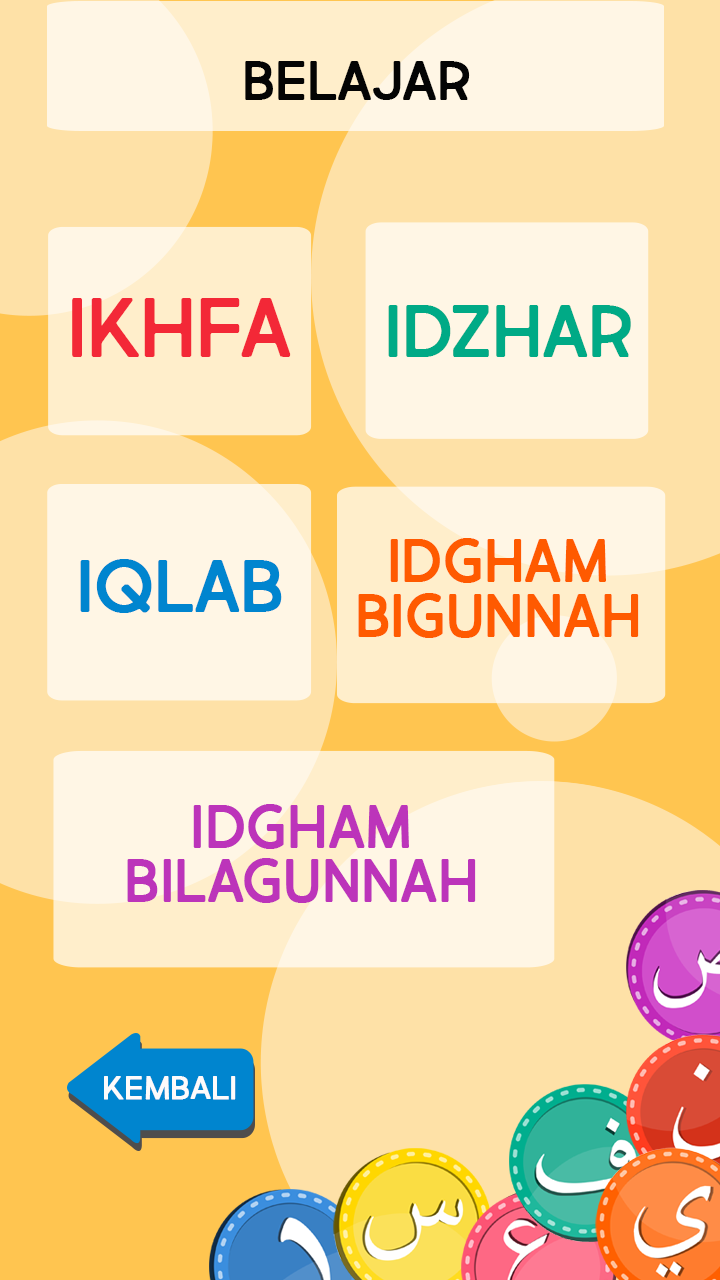 BELAJAR
IKHFA
IDZHAR
IQLAB
IDGHAM
BIGUNNAH
IDGHAM
BILAGUNNAH
KEMBALI
ص
ن
ف
ي
س
ع